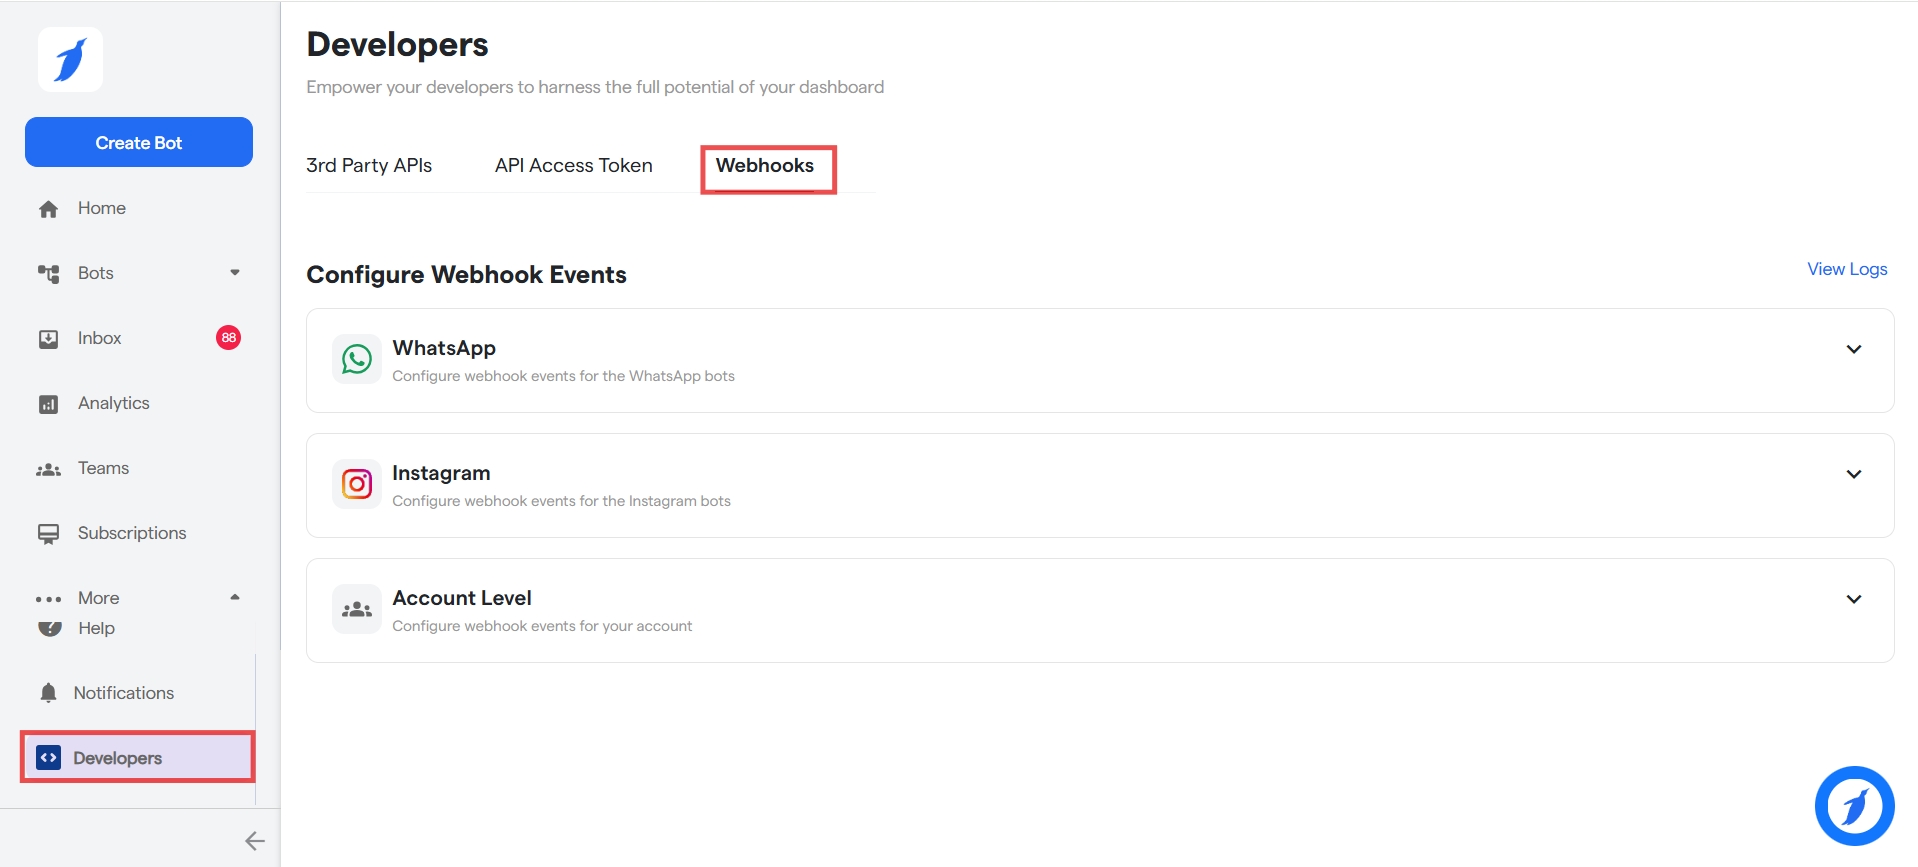 Create Bot
Home
Bots
Inbox
88
Analytics
Teams
Subscriptions
More
Help
Notifications
Developers
Developers
Empower your developers to harness the full potential of your dashboard
3rd Party APIs
API Access Token
Webhooks
Configure Webhook Events
View Logs
WhatsApp
Configure webhook events for the WhatsApp bots
Instagram
Configure webhook events for the Instagram bots
Account Level
Configure webhook events for your account